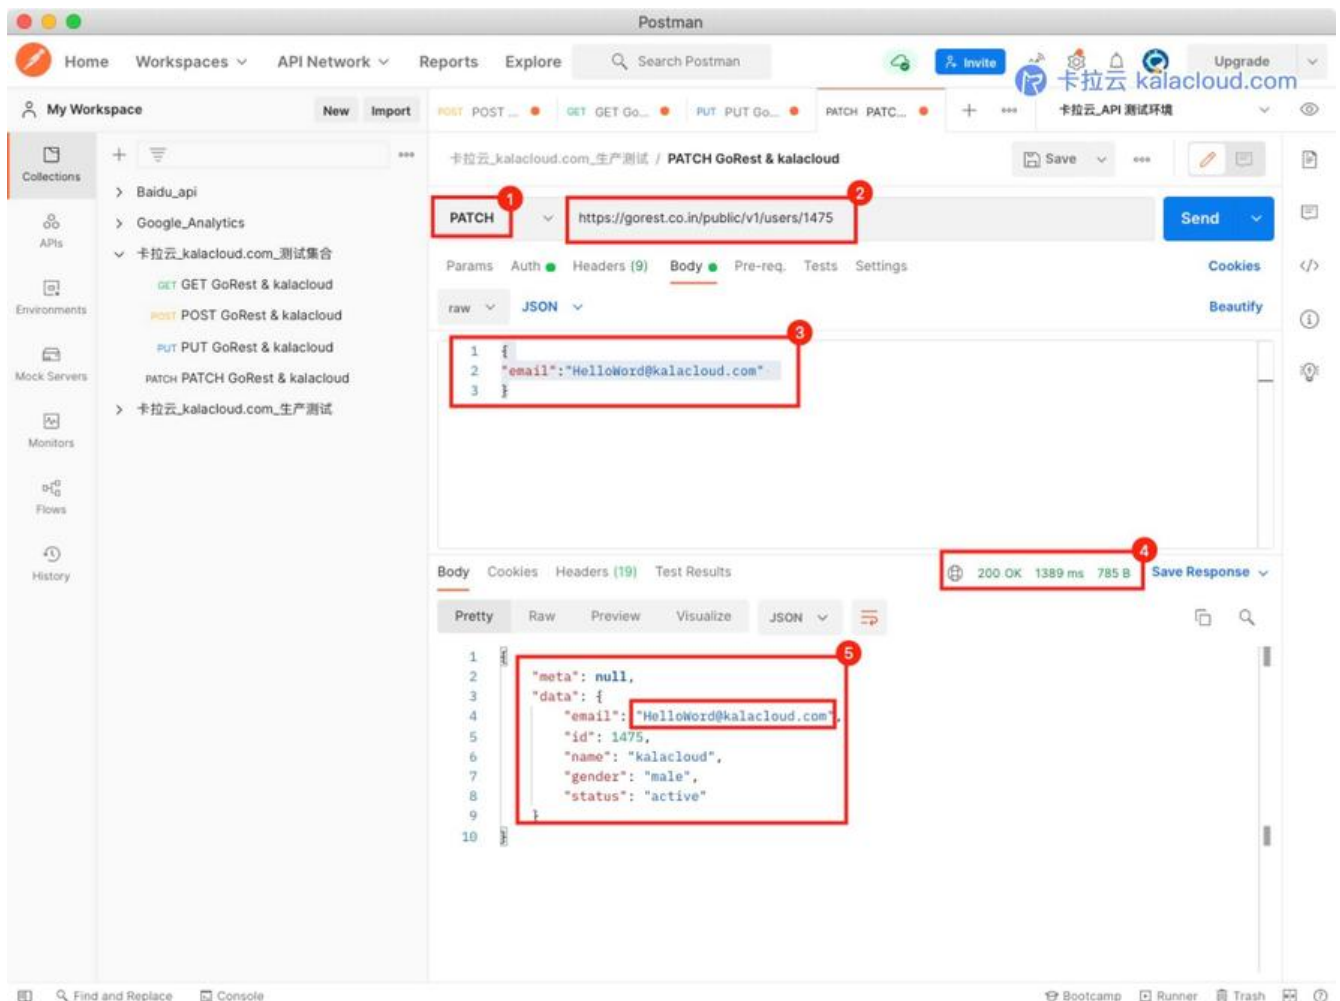 Postman
Home Workspaces API Network Reports Explore Search Postman Invite Upgrade
卡拉云 kalacloud.com
My Workspace New Import POST POST ... GET GET Go... PUT PUT Go... PATCH PATC... 卡拉云_API 测试环境
Collections
APIs
Environments
Mock Servers
Monitors
Flows
History
Baidu_api
Google_Analytics
卡拉云_kalacloud.com_测试集合
GET GET GoRest & kalacloud
POST POST GoRest & kalacloud
PUT PUT GoRest & kalacloud
PATCH PATCH GoRest & kalacloud
卡拉云_kalacloud.com_生产测试
卡拉云_kalacloud.com_生产测试 / PATCH GoRest & kalacloud Save
1 2
PATCH https://gorest.co.in/public/v1/users/1475 Send
Params Auth Headers (9) Body Pre-req. Tests Settings Cookies
raw JSON Beautify
3
1 {
2 "email":"HelloWord@kalacloud.com"
3 }
4
Body Cookies Headers (19) Test Results 200 OK 1389 ms 785 B Save Response
Pretty Raw Preview Visualize JSON
5
1 {
2 "meta": null,
3 "data": {
4 "email": "HelloWord@kalacloud.com",
5 "id": 1475,
6 "name": "kalacloud",
7 "gender": "male",
8 "status": "active"
9 }
10 }
Find and Replace Console Bootcamp Runner Trash